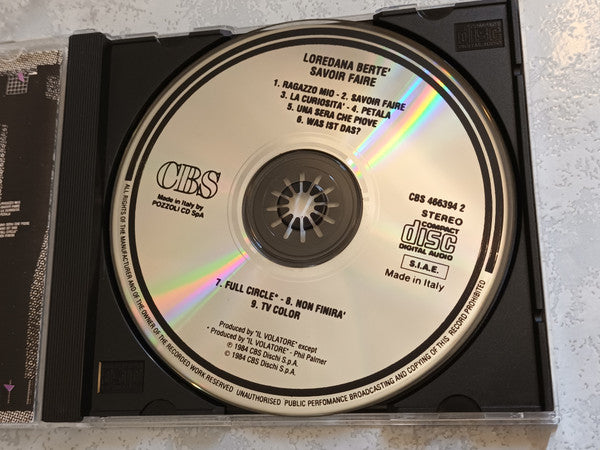 LOREDANA BERTE'
SAVOIR FAIRE
1. RAGAZZO MIO - 2. SAVOIR FAIRE
3. LA CURIOSITA' - 4. PETALA
5. UNA SERA CHE PIOVE
6. WAS IST DAS?
CBS
Made in Italy by
POZZOLI CD SpA
CBS 466394 2
STEREO
COMPACT
disc
DIGITAL AUDIO
S.I.A.E.
Made in Italy
7. FULL CIRCLE* - 8. NON FINIRA'
9. TV COLOR
Produced by "IL VOLATORE" except
* Produced by "IL VOLATORE" - Phil Palmer
℗ 1984 CBS Dischi S.p.A.
© 1984 CBS Dischi S.p.A.
ALL RIGHTS OF THE MANUFACTURER AND OF THE OWNER OF THE RECORDED WORK RESERVED UNAUTHORISED PUBLIC PERFOMANCE BROADCASTING AND COPYING OF THIS RECORD PROHIBITED